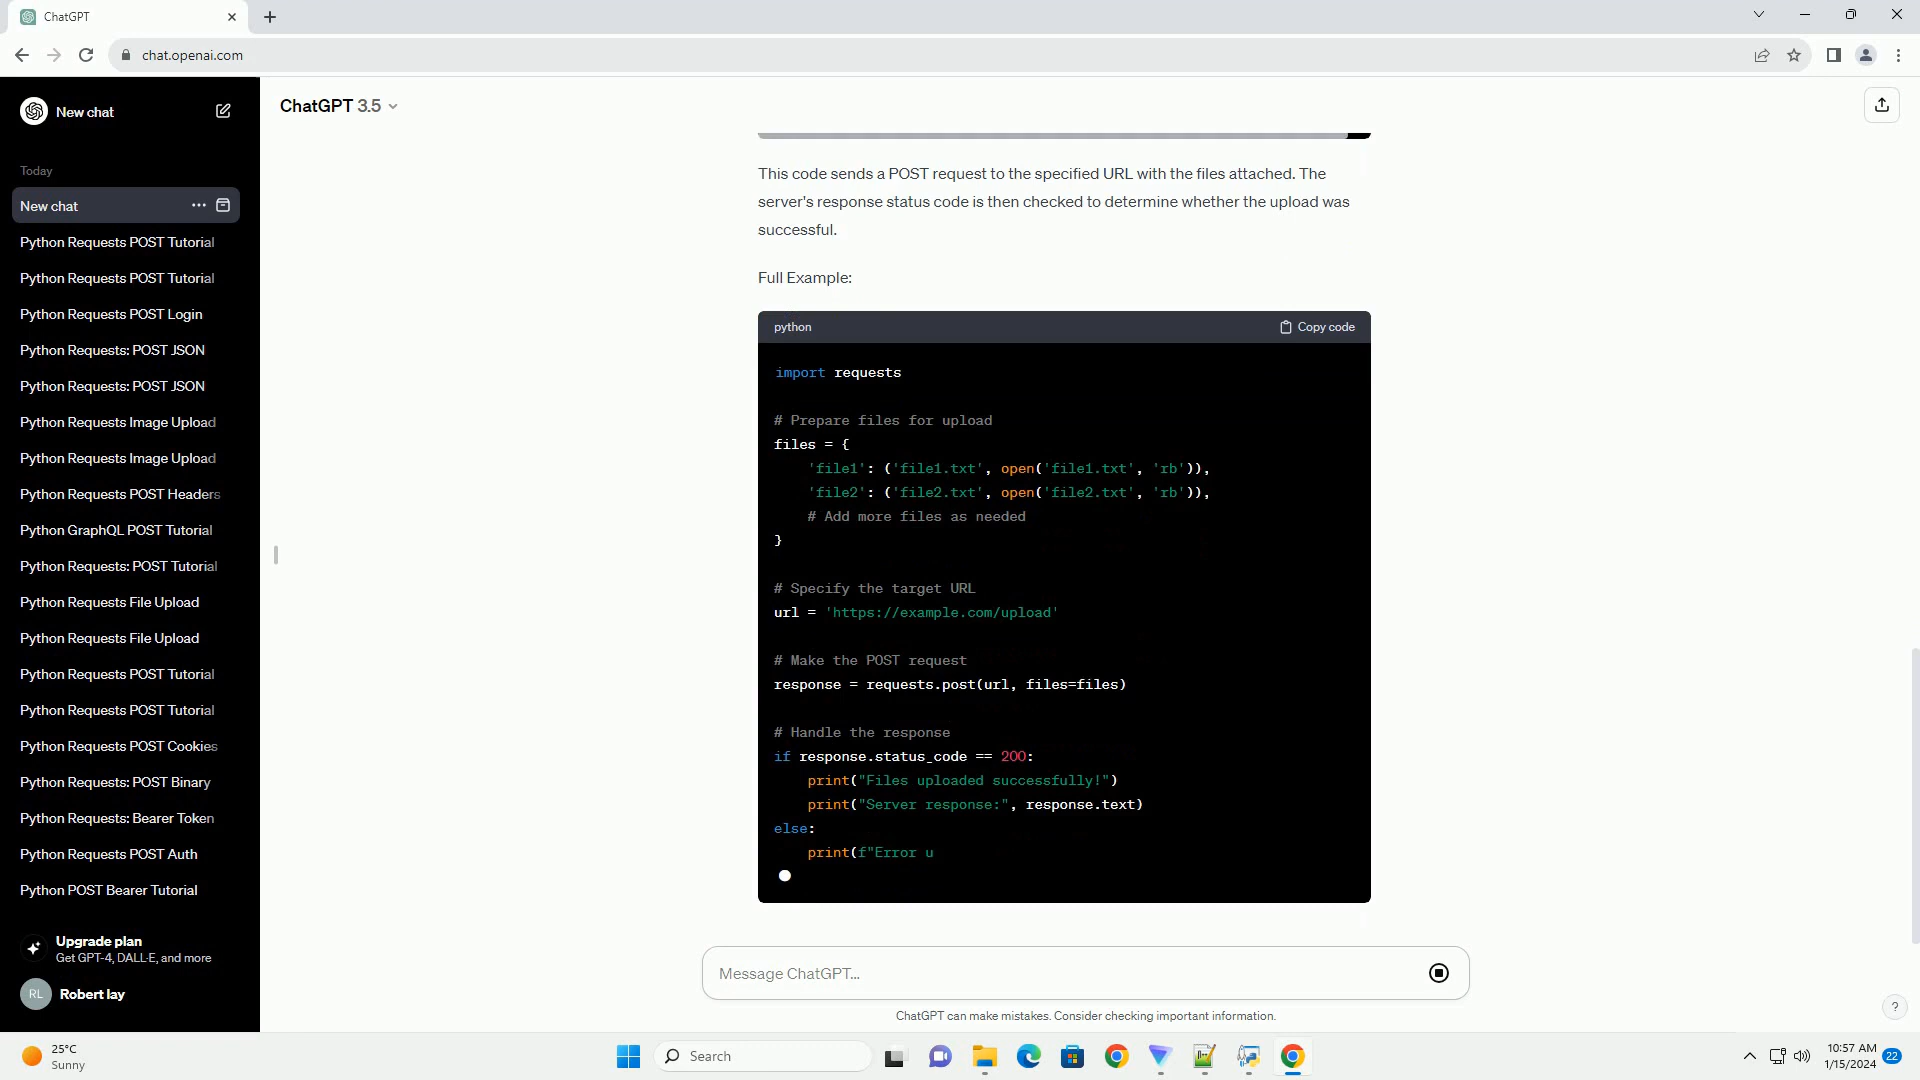 ChatGPT
chat.openai.com
New chat
ChatGPT 3.5
Today
New chat
Python Requests POST Tutorial
Python Requests POST Tutorial
Python Requests POST Login
Python Requests: POST JSON
Python Requests: POST JSON
Python Requests Image Upload
Python Requests Image Upload
Python Requests POST Headers
Python GraphQL POST Tutorial
Python Requests: POST Tutorial
Python Requests File Upload
Python Requests File Upload
Python Requests POST Tutorial
Python Requests POST Tutorial
Python Requests POST Cookies
Python Requests: POST Binary
Python Requests: Bearer Token
Python Requests POST Auth
Python POST Bearer Tutorial
Upgrade plan
Get GPT-4, DALL·E, and more
RL
Robert lay
This code sends a POST request to the specified URL with the files attached. The
server's response status code is then checked to determine whether the upload was
successful.
Full Example:
python
Copy code
import requests
# Prepare files for upload
files = {
'file1': ('file1.txt', open('file1.txt', 'rb')),
'file2': ('file2.txt', open('file2.txt', 'rb')),
# Add more files as needed
}
# Specify the target URL
url = 'https://example.com/upload'
# Make the POST request
response = requests.post(url, files=files)
# Handle the response
if response.status_code == 200:
print("Files uploaded successfully!")
print("Server response:", response.text)
else:
print(f"Error u
Message ChatGPT...
ChatGPT can make mistakes. Consider checking important information.
?
25°C
Sunny
Search
10:57 AM
1/15/2024
22